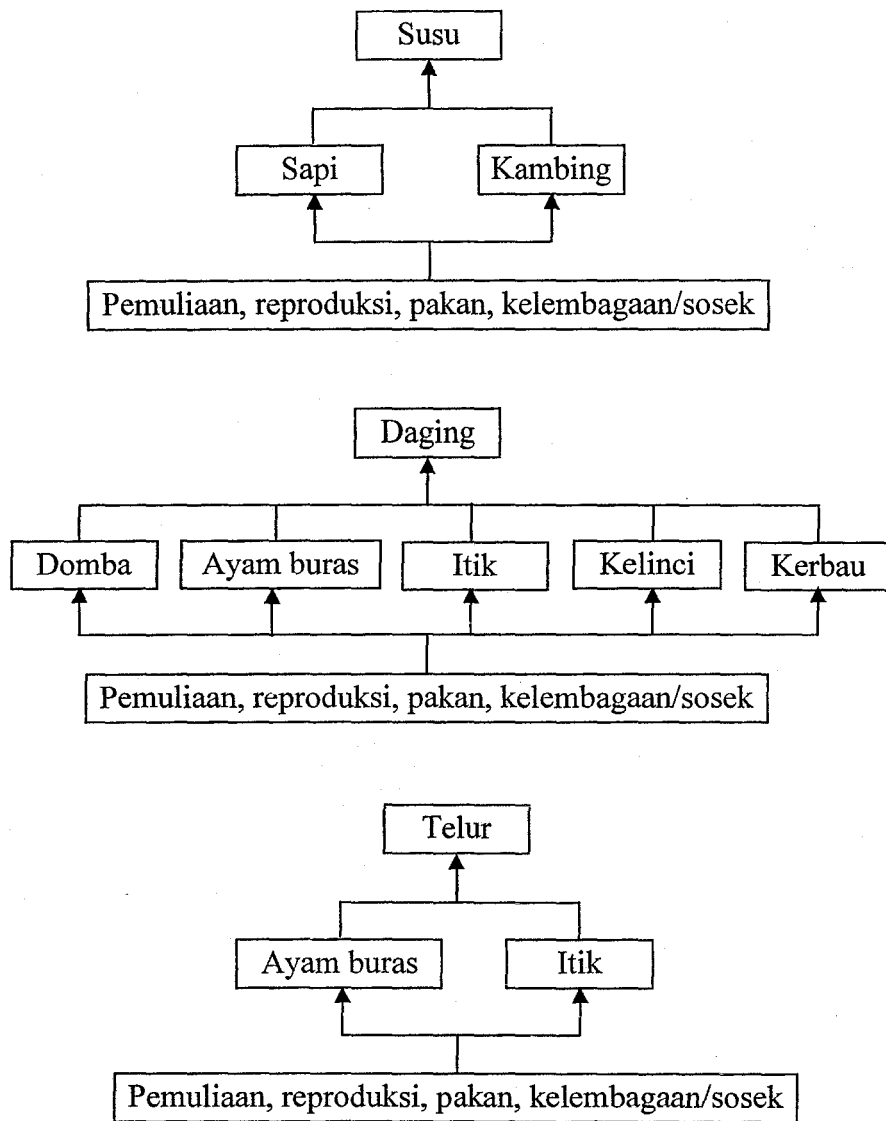 Susu
Sapi
Kambing
Pemuliaan, reproduksi, pakan, kelembagaan/sosek
Daging
Domba
Ayam buras
Itik
Kelinci
Kerbau
Pemuliaan, reproduksi, pakan, kelembagaan/sosek
Telur
Ayam buras
Itik
Pemuliaan, reproduksi, pakan, kelembagaan/sosek